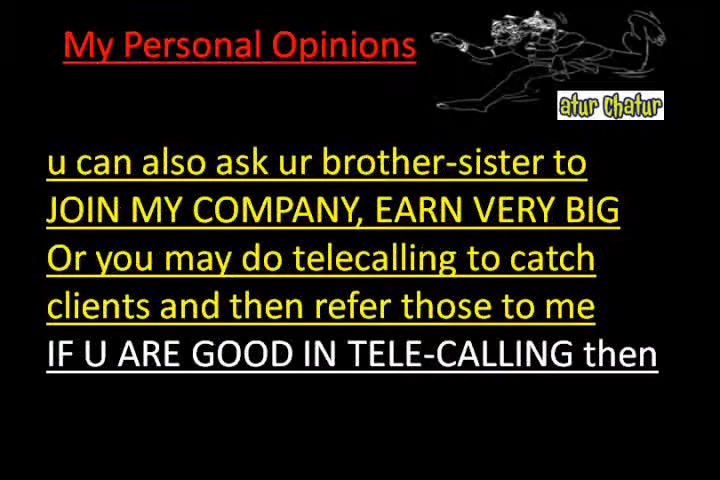 My Personal Opinions
atur Chatur
u can also ask ur brother-sister to
JOIN MY COMPANY, EARN VERY BIG
Or you may do telecalling to catch
clients and then refer those to me
IF U ARE GOOD IN TELE-CALLING then